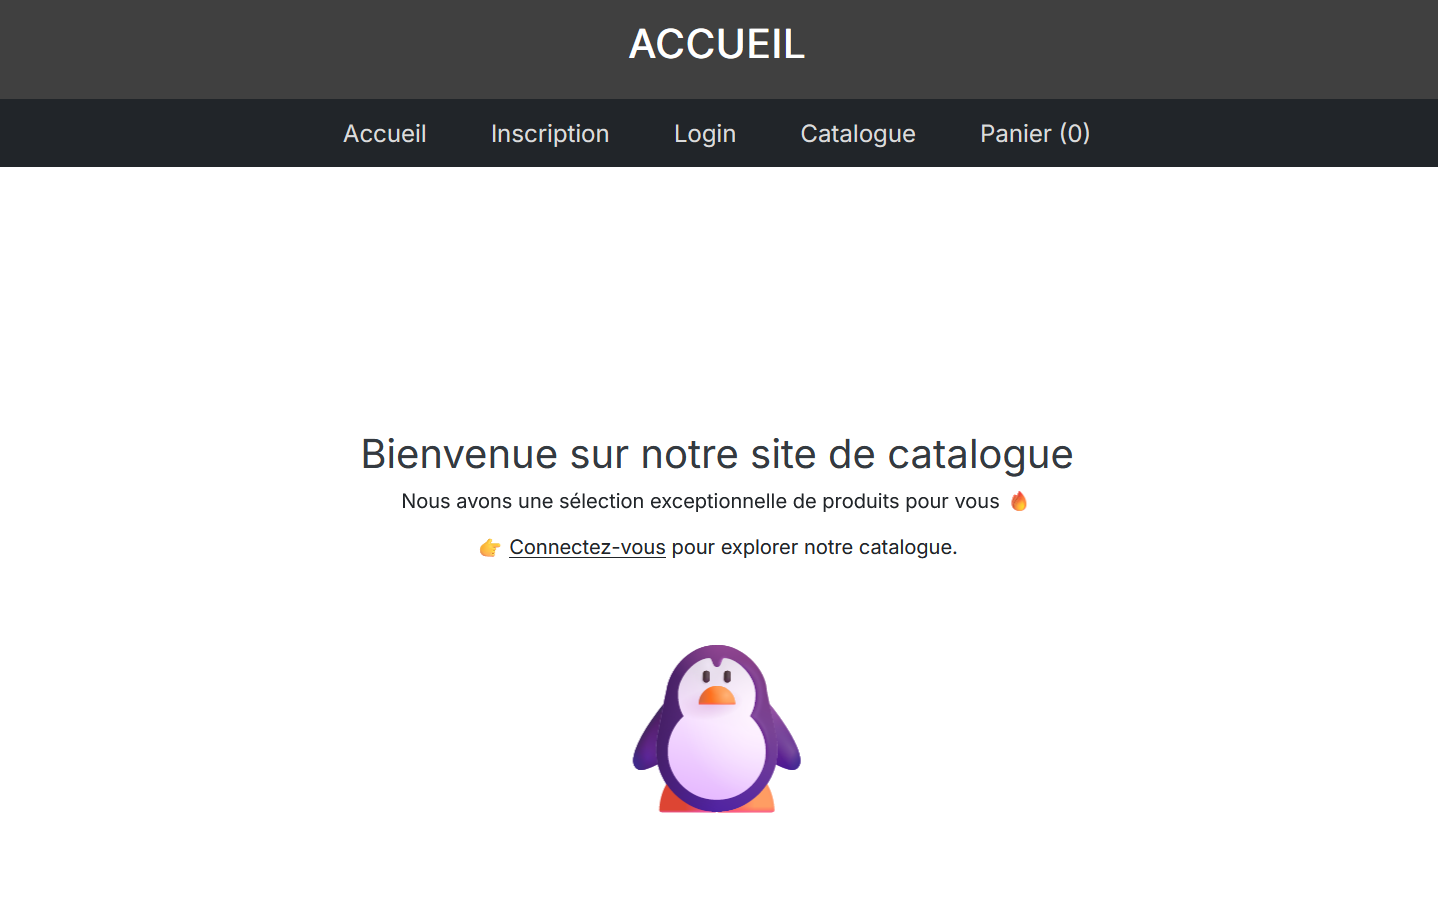 ACCUEIL
Accueil Inscription Login Catalogue Panier (0)
Bienvenue sur notre site de catalogue
Nous avons une sélection exceptionnelle de produits pour vous 🔥
👉 Connectez-vous pour explorer notre catalogue.